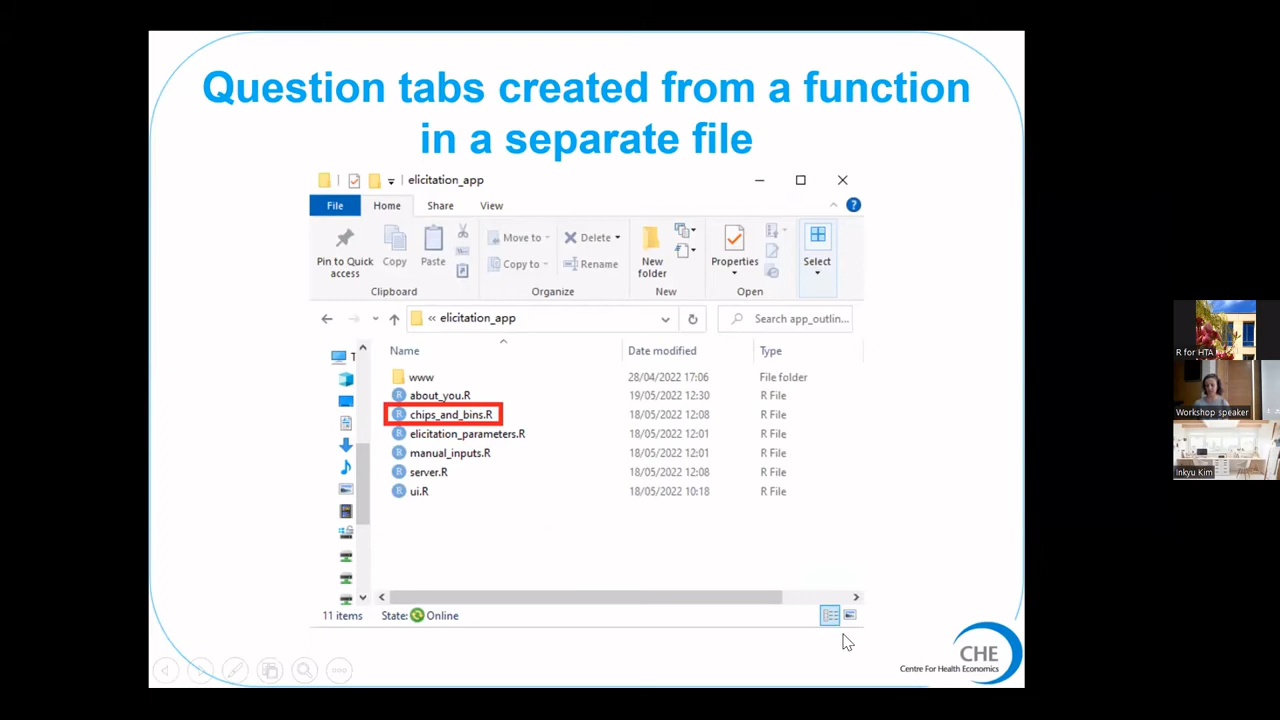 Question tabs created from a function
in a separate file
elicitation_app
File Home Share View
Pin to Quick
access
Copy
Paste
Move to
Copy to
Delete
Rename
New
folder
Properties
Select
Clipboard Organize New Open
« elicitation_app
Search app_outlin...
Name Date modified Type
www 28/04/2022 17:06 File folder
about_you.R 19/05/2022 12:30 R File
chips_and_bins.R 18/05/2022 12:08 R File
elicitation_parameters.R 18/05/2022 12:01 R File
manual_inputs.R 18/05/2022 12:01 R File
server.R 18/05/2022 12:08 R File
ui.R 18/05/2022 10:18 R File
11 items State: Online
CHE
Centre For Health Economics
R for HTA
Workshop speaker
Inkyu Kim